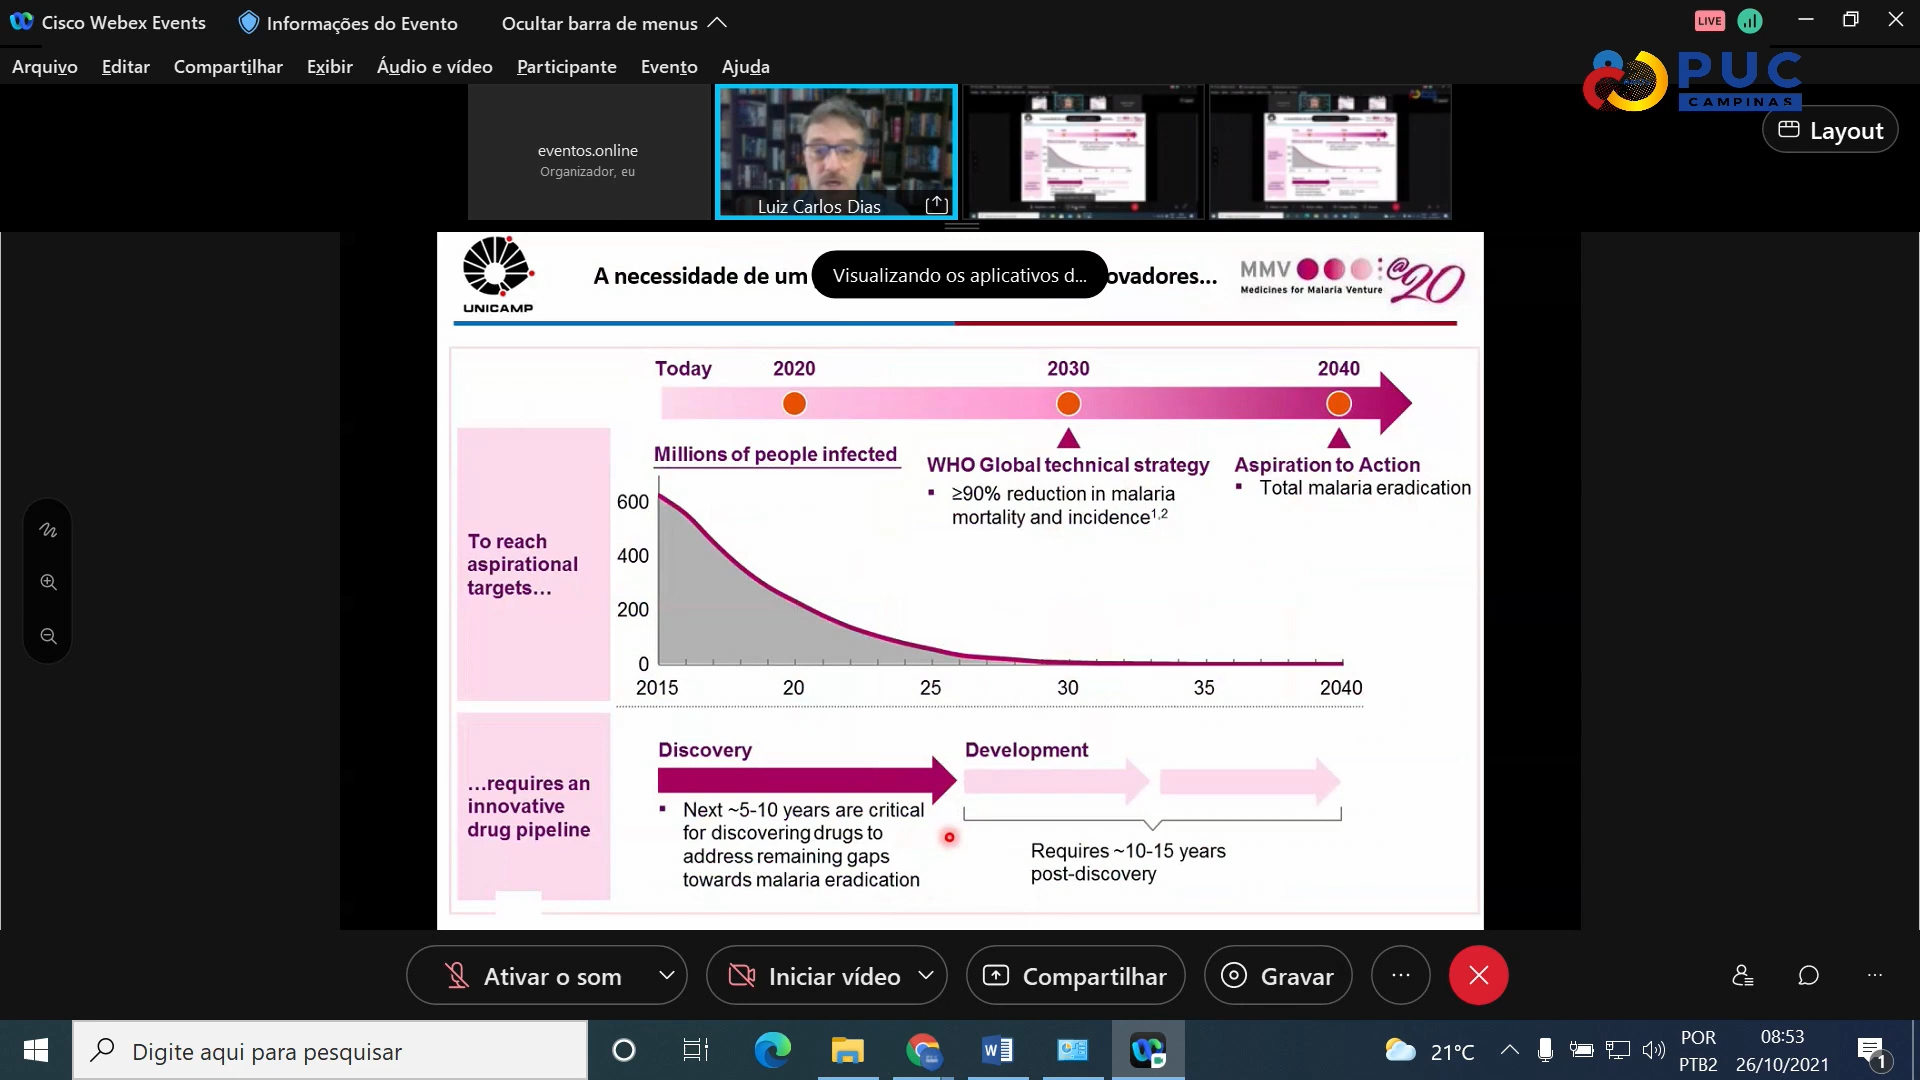 Cisco Webex Events
Informações do Evento
Ocultar barra de menus
LIVE
Arquivo Editar Compartilhar Exibir Áudio e vídeo Participante Evento Ajuda
PUC
CAMPINAS
Layout
eventos.online
Organizador, eu
Luiz Carlos Dias
UNICAMP
A necessidade de um
Visualizando os aplicativos d...
ovadores...
MMV
Medicines for Malaria Venture
@20
Today 2020 2030 2040
Millions of people infected
WHO Global technical strategy
≥90% reduction in malaria
mortality and incidence1,2
Aspiration to Action
Total malaria eradication
To reach
aspirational
targets…
600
400
200
0
2015 20 25 30 35 2040
…requires an
innovative
drug pipeline
Discovery
Next ~5-10 years are critical
for discovering drugs to
address remaining gaps
towards malaria eradication
Development
Requires ~10-15 years
post-discovery
Ativar o som
Iniciar vídeo
Compartilhar
Gravar
Digite aqui para pesquisar
21°C
POR
PTB2
08:53
26/10/2021
1